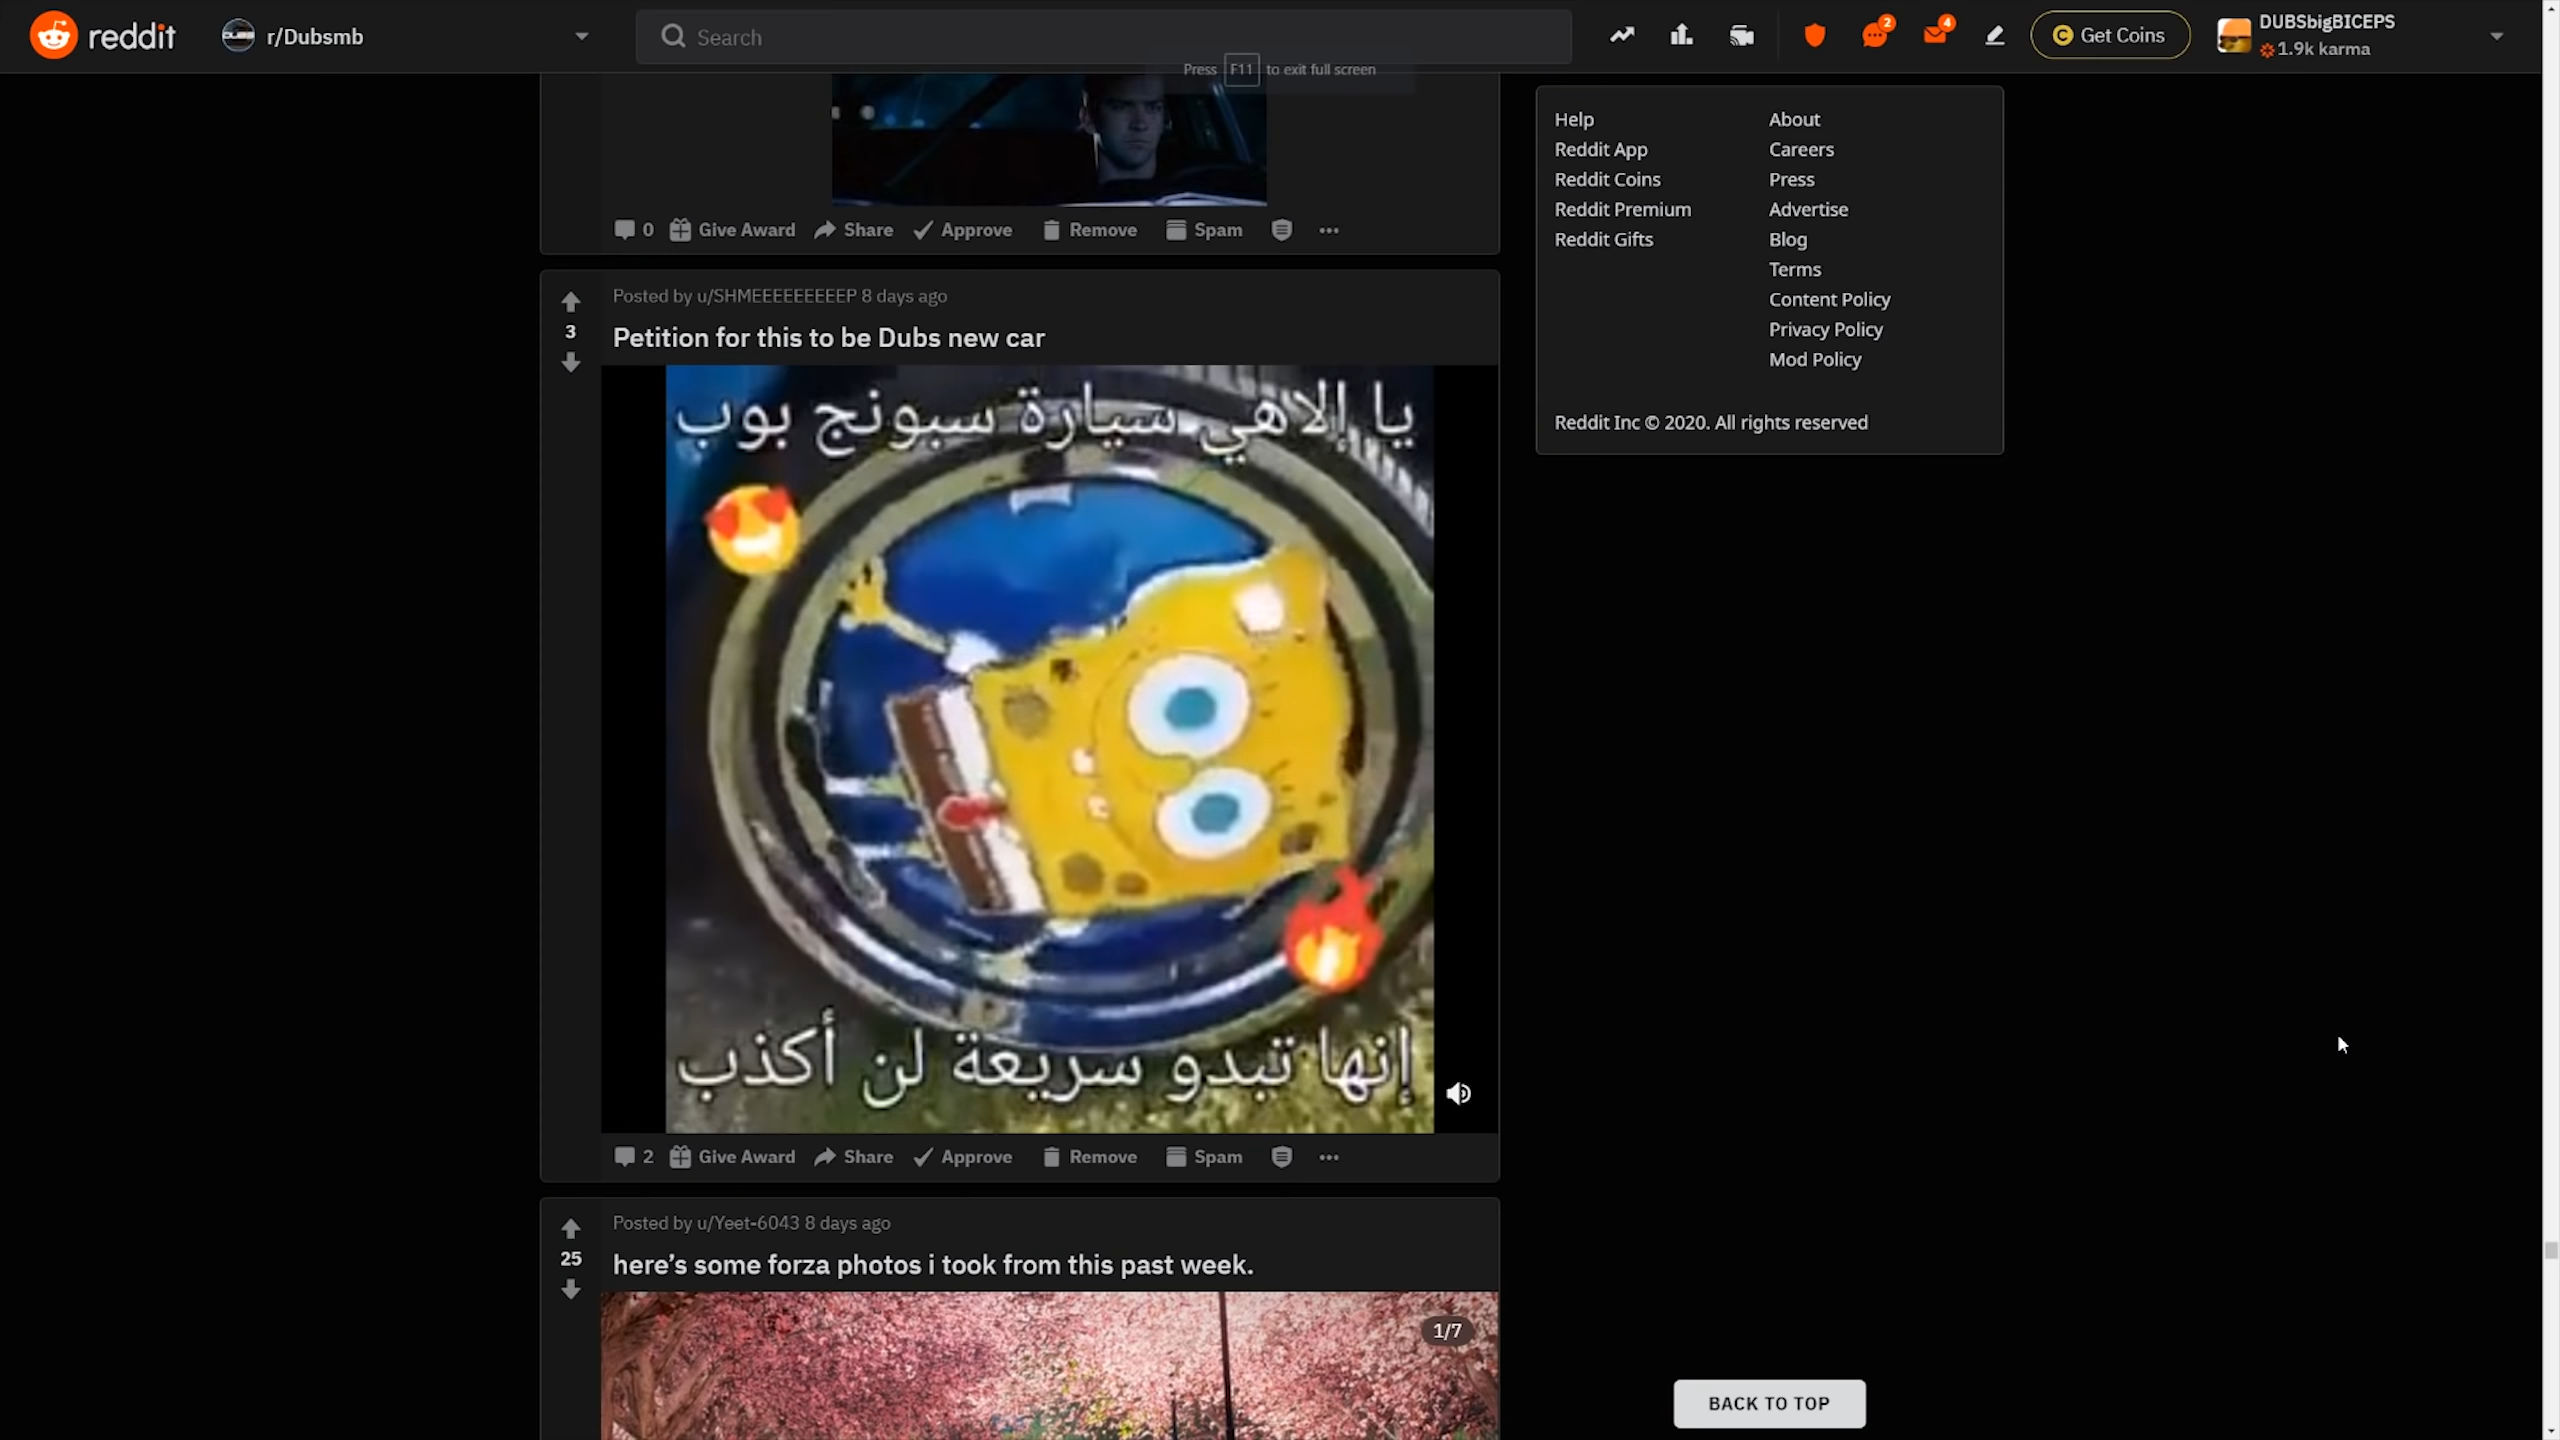 reddit
r/Dubsmb
Search
2
4
Get Coins
DUBSbigBICEPS
1.9k karma
Press F11 to exit full screen
0 Give Award Share Approve Remove Spam
Help
Reddit App
Reddit Coins
Reddit Premium
Reddit Gifts
About
Careers
Press
Advertise
Blog
Terms
Content Policy
Privacy Policy
Mod Policy
Reddit Inc © 2020. All rights reserved
Posted by u/SHMEEEEEEEEEP 8 days ago
3
Petition for this to be Dubs new car
يا إلاهي سيارة سبونج بوب
إنها تبدو سريعة لن أكذب
2 Give Award Share Approve Remove Spam
Posted by u/Yeet-6043 8 days ago
25
here’s some forza photos i took from this past week.
1/7
BACK TO TOP